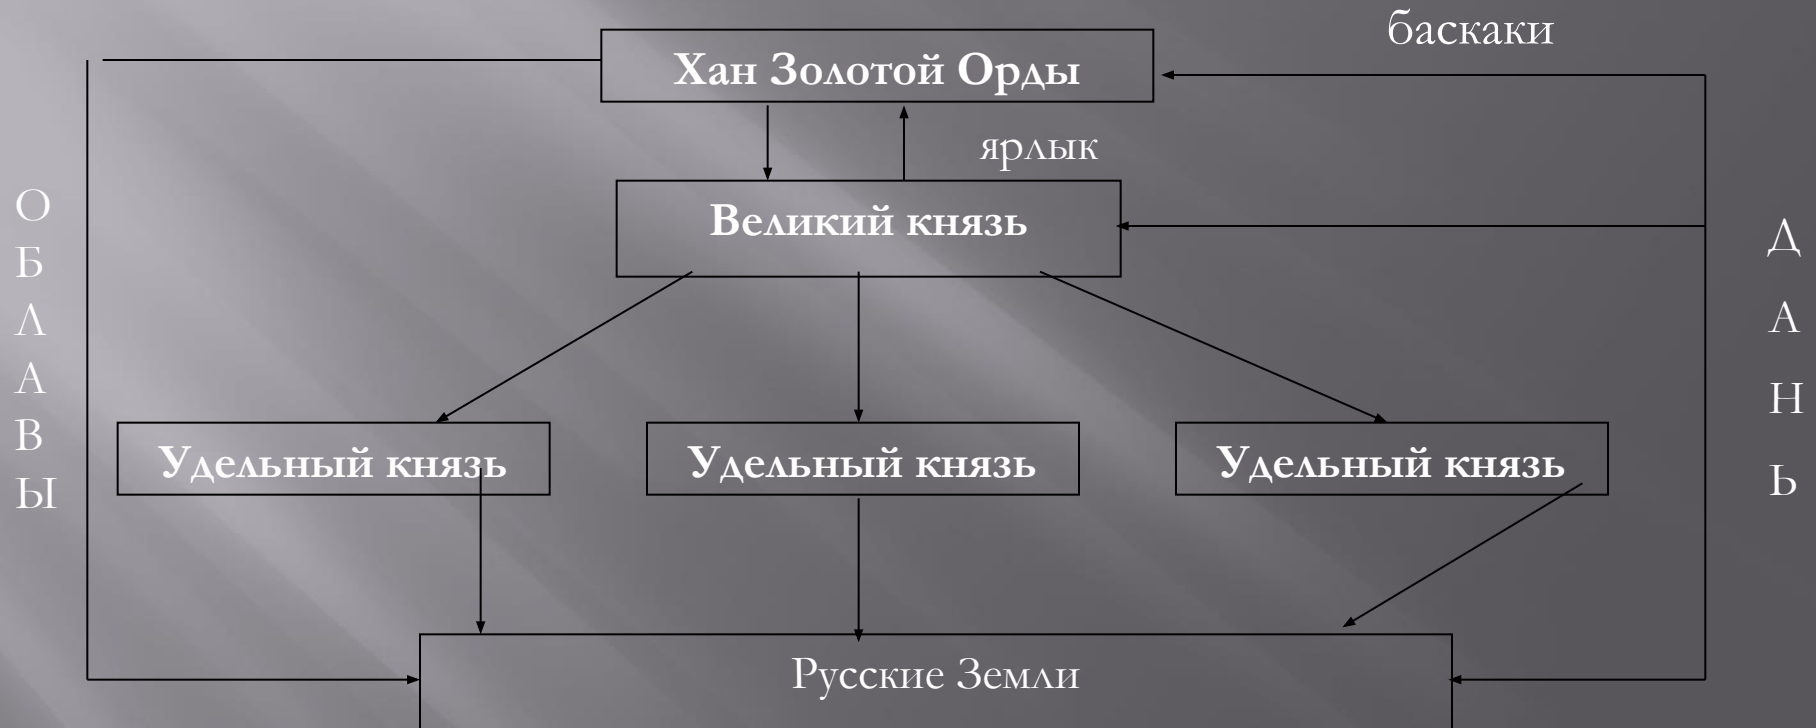 баскаки
Хан Золотой Орды
ярлык
Великий князь
О
Б
Л
А
В
Ы
Д
А
Н
Ь
Удельный князь
Удельный князь
Удельный князь
Русские Земли